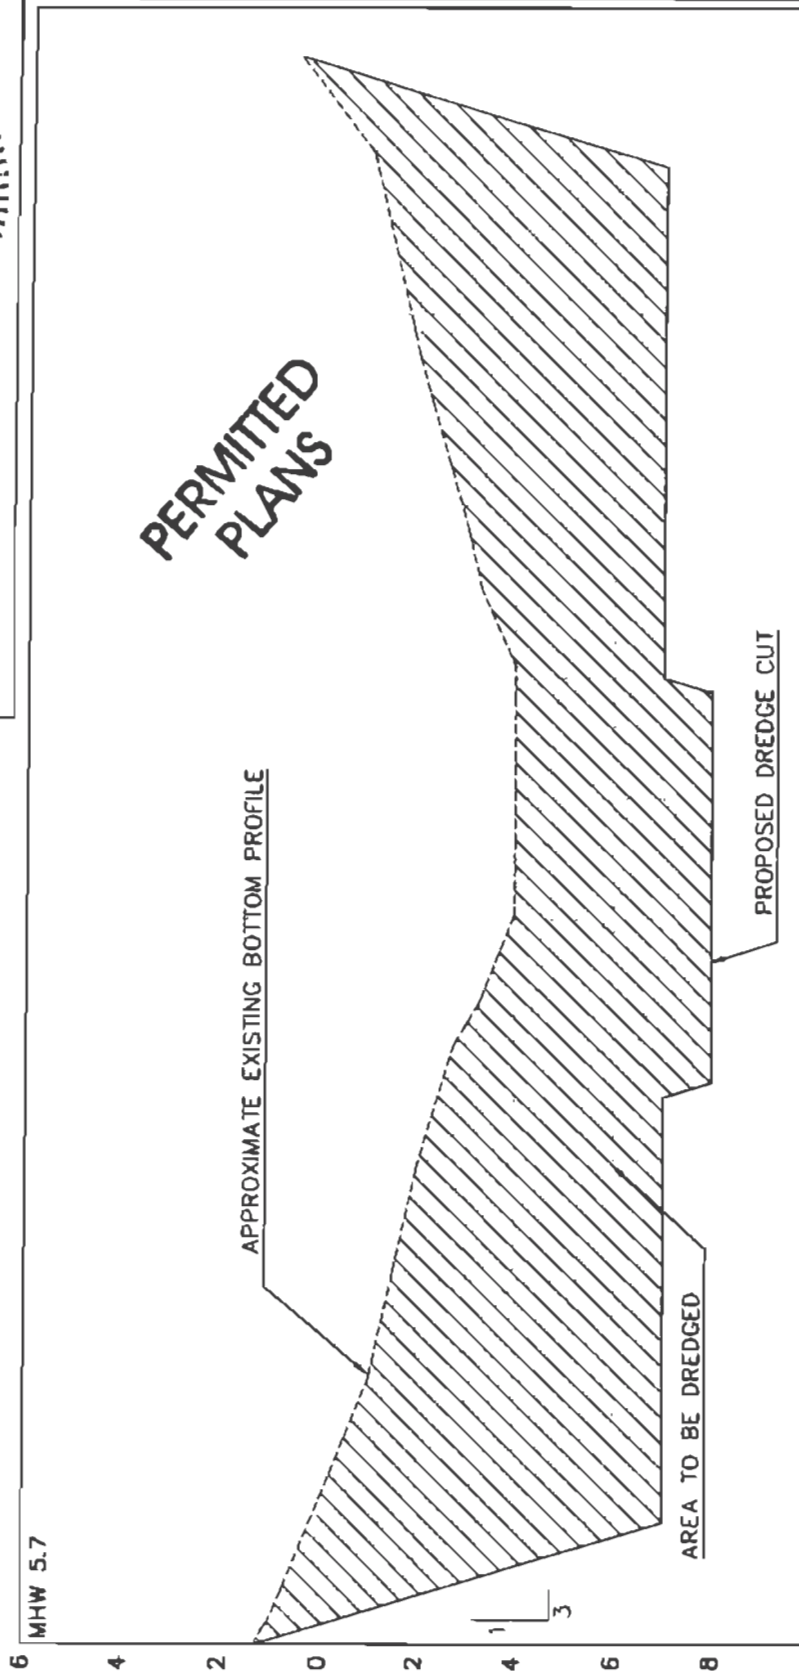 PERMITTED
PLANS
MHW 5.7
6
4
2
0
2
4
6
8
APPROXIMATE EXISTING BOTTOM PROFILE
1
3
AREA TO BE DREDGED
PROPOSED DREDGE CUT